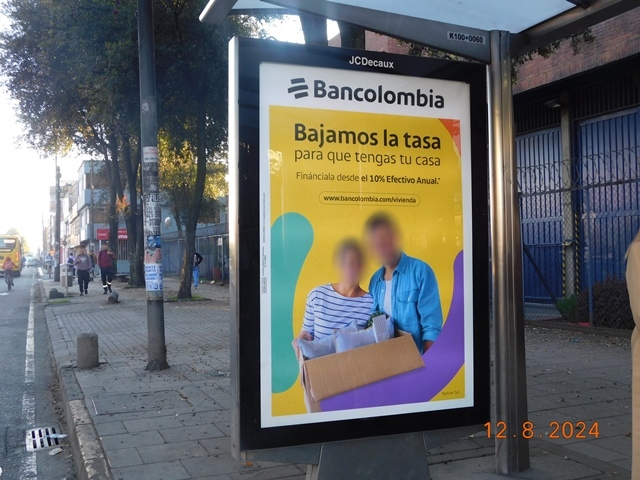 K100+0060
JCDecaux
Bancolombia
Bajamos la tasa
para que tengas tu casa
Fináncíala desde el 10% Efectivo Anual.*
www.bancolombia.com/vivienda
12.8.2024